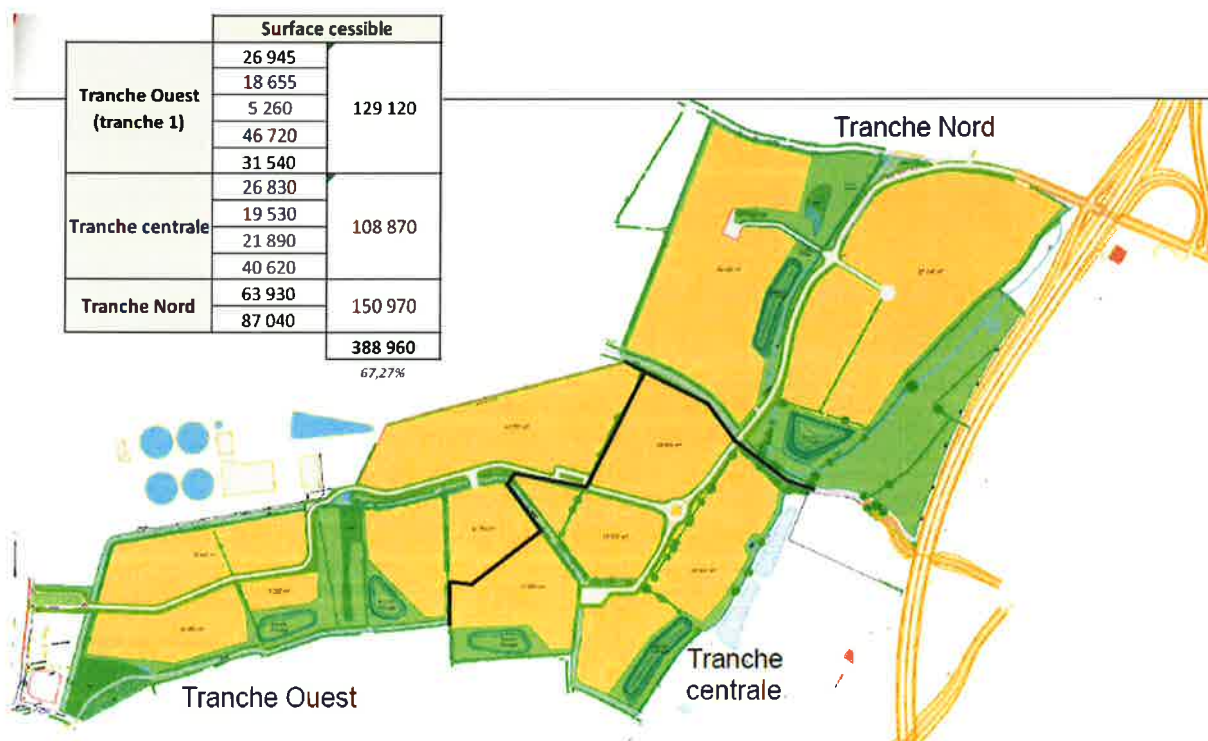 Surface cessible
Tranche Ouest
(tranche 1)
26 945
18 655
5 260
46 720
31 540
129 120
Tranche centrale
26 830
19 530
21 890
40 620
108 870
Tranche Nord
63 930
87 040
150 970
388 960
67,27%
Tranche Nord
Tranche Ouest
Tranche
centrale